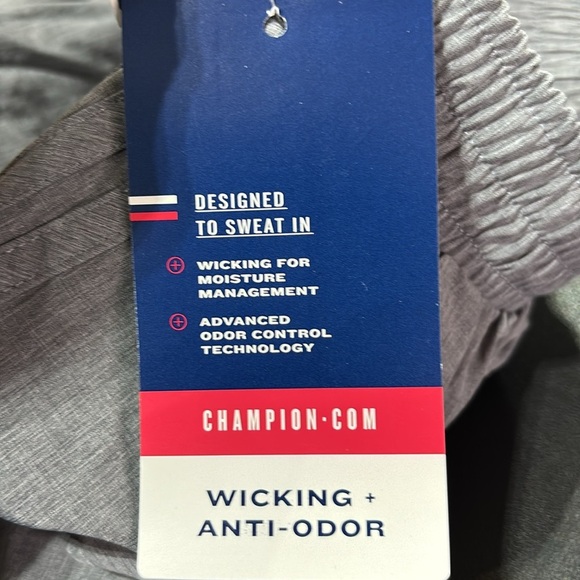 DESIGNED
TO SWEAT IN
WICKING FOR
MOISTURE
MANAGEMENT
ADVANCED
ODOR CONTROL
TECHNOLOGY
CHAMPION·COM
WICKING +
ANTI-ODOR